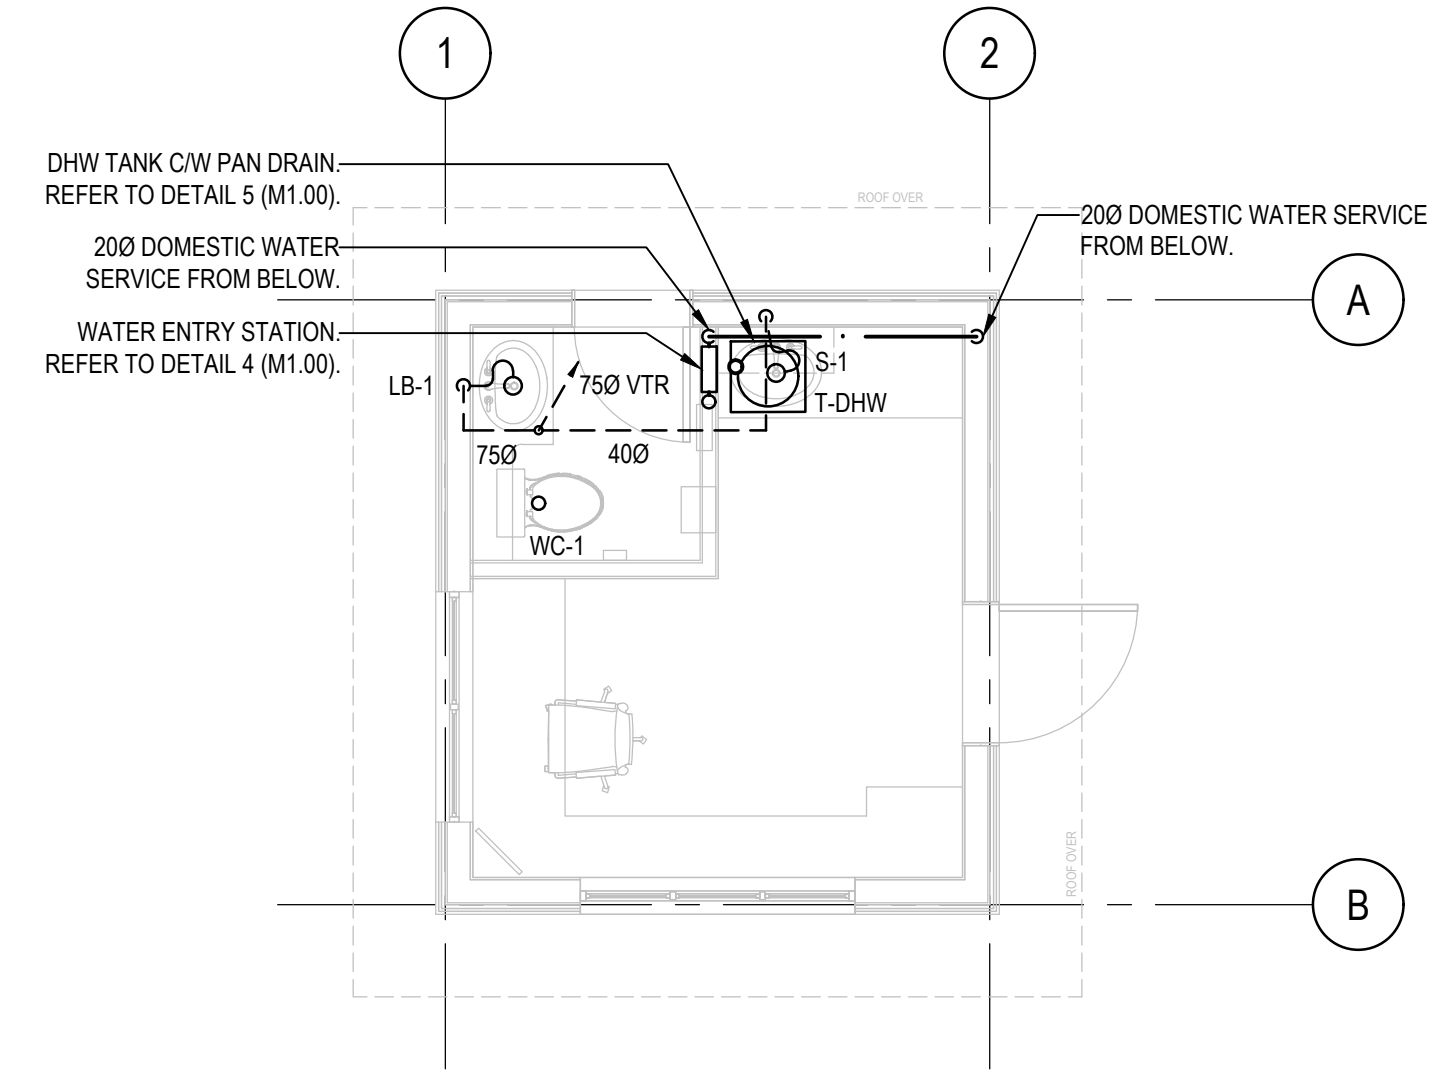 1
2
DHW TANK C/W PAN DRAIN.
REFER TO DETAIL 5 (M1.00).
ROOF OVER
20Ø DOMESTIC WATER SERVICE
FROM BELOW.
20Ø DOMESTIC WATER
SERVICE FROM BELOW.
A
WATER ENTRY STATION.
REFER TO DETAIL 4 (M1.00).
LB-1
75Ø VTR
S-1
T-DHW
75Ø
40Ø
WC-1
ROOF OVER
B